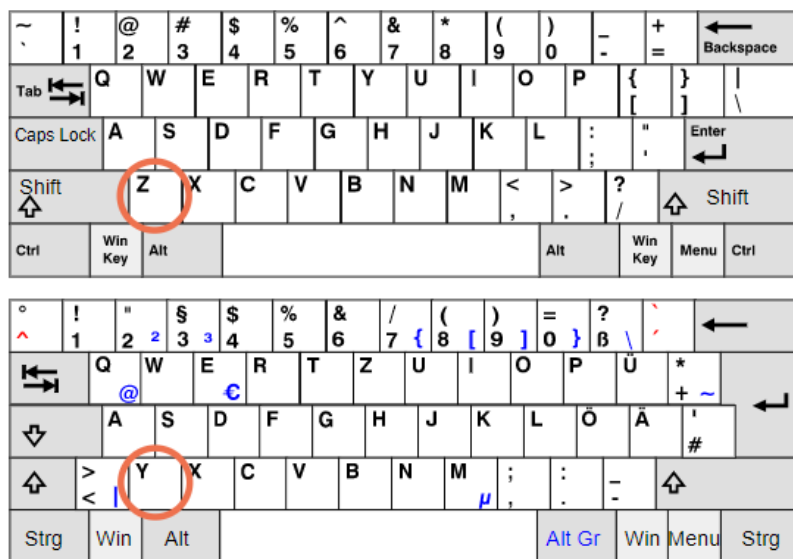 ~ ! @ # $ % ^ & * ( ) _ +
` 1 2 3 4 5 6 7 8 9 0 - = Backspace
Tab Q W E R T Y U I O P { } |
[ ] \
Caps Lock A S D F G H J K L : " Enter
; '
Shift Z X C V B N M < > ? Shift
, . /
Ctrl Win Key Alt Alt Win Key Menu Ctrl
° ! " § $ % & / ( ) = ? `
^ 1 2 ² 3 ³ 4 5 6 7 { 8 [ 9 ] 0 } ß \ ´
Q W E R T Z U I O P Ü *
@ € + ~
A S D F G H J K L Ö Ä '
#
> Y X C V B N M ; : _
< | µ , . -
Strg Win Alt Alt Gr Win Menu Strg